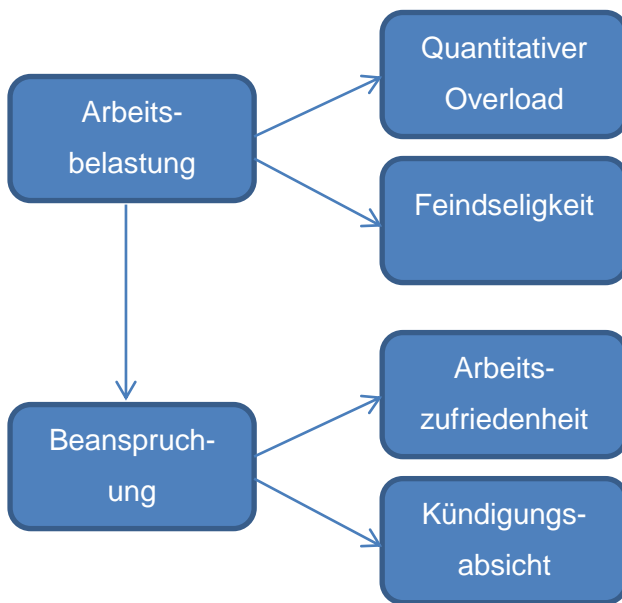 Quantitativer
Overload
Arbeits-
belastung
Feindseligkeit
Arbeits-
zufriedenheit
Beanspruch-
ung
Kündigungs-
absicht